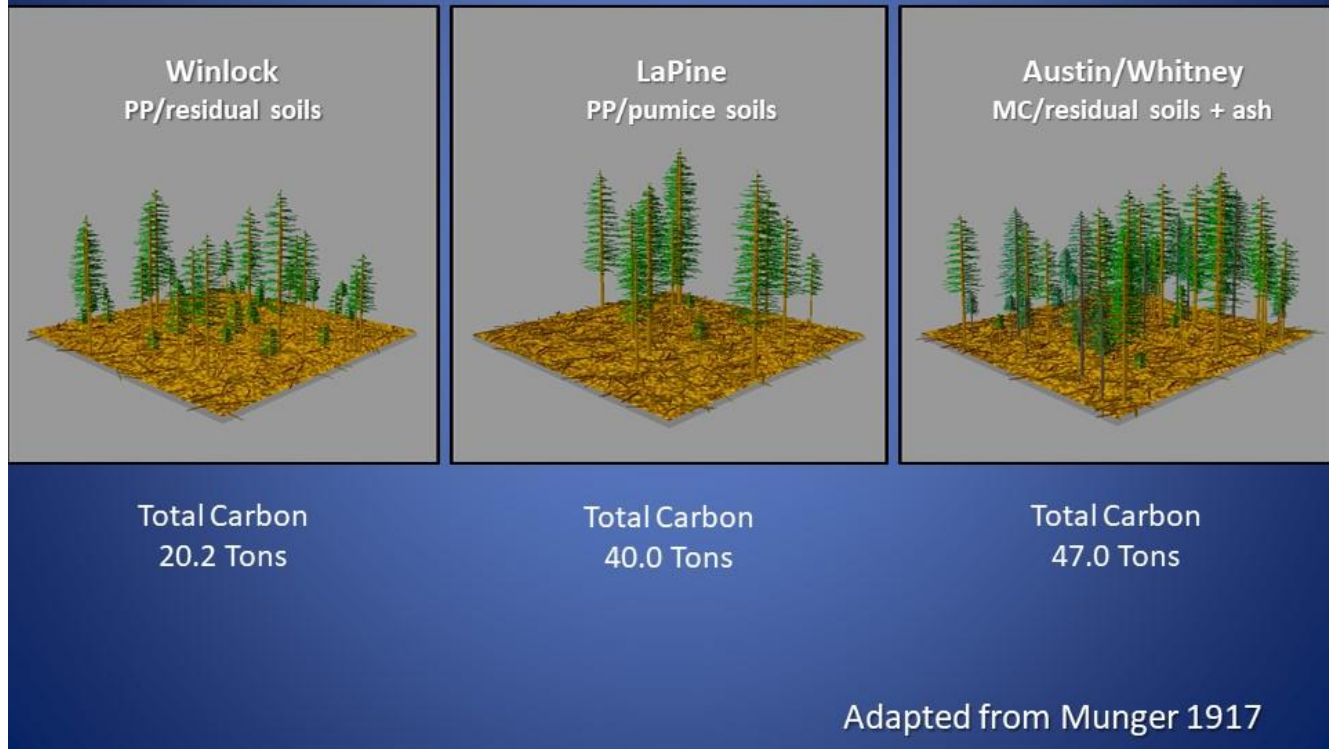 Winlock
PP/residual soils
LaPine
PP/pumice soils
Austin/Whitney
MC/residual soils + ash
Total Carbon
20.2 Tons
Total Carbon
40.0 Tons
Total Carbon
47.0 Tons
Adapted from Munger 1917